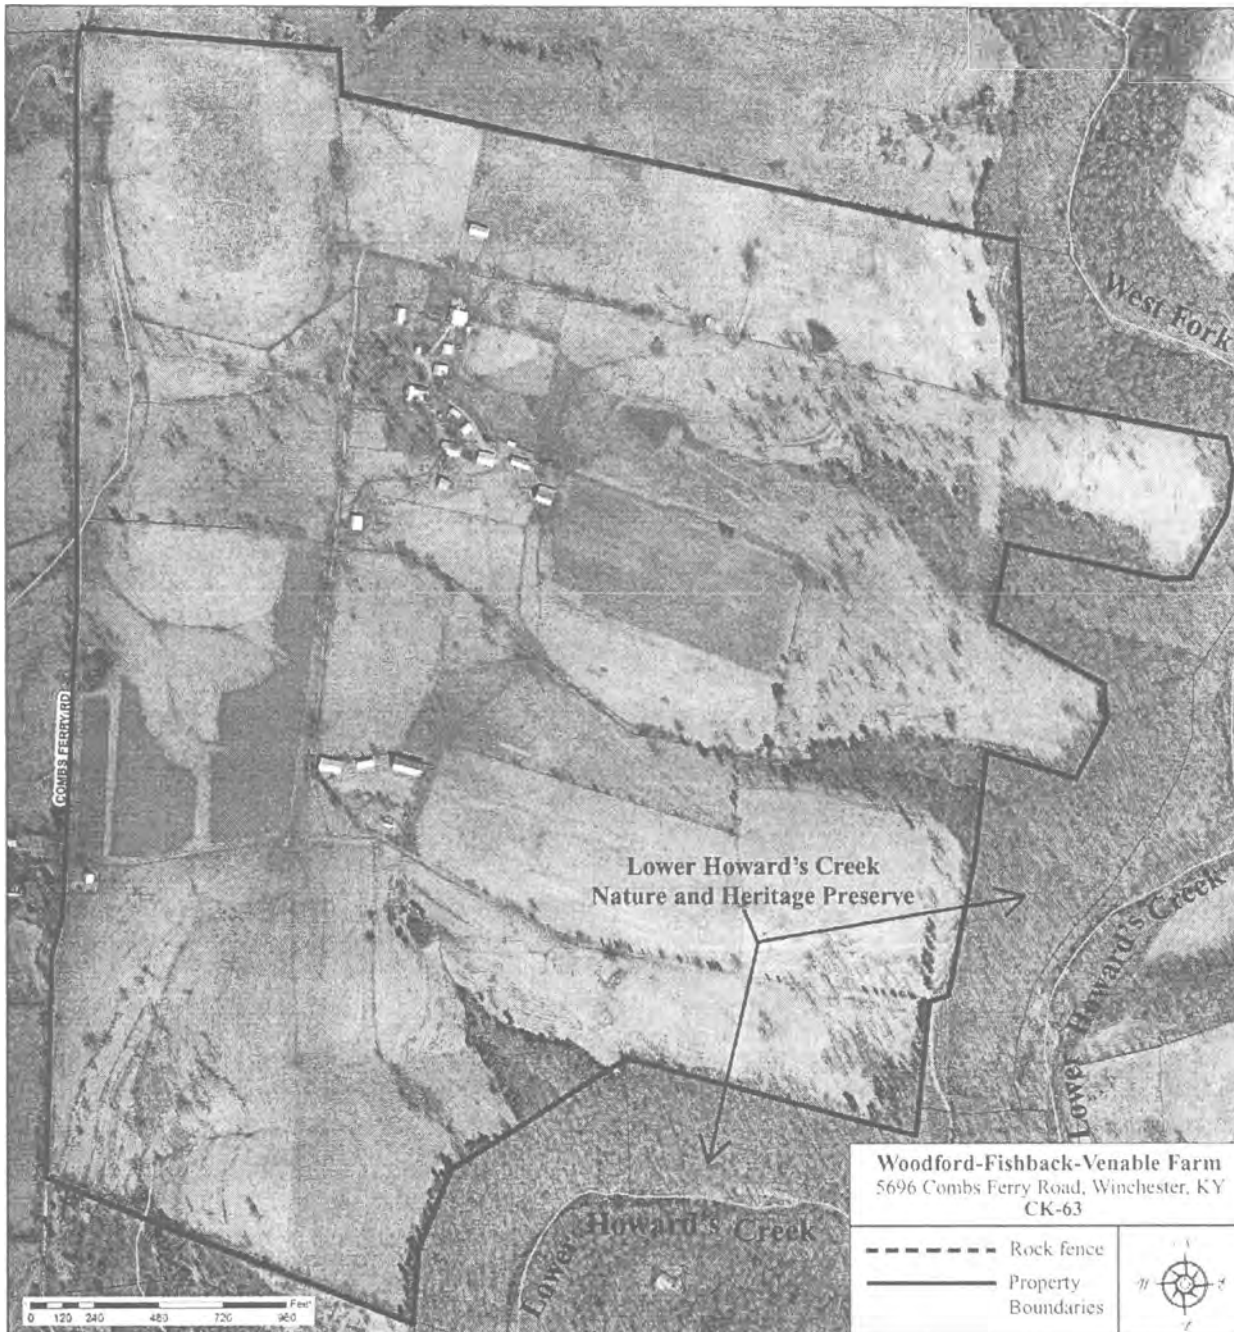 West Fork
COMBS FERRY RD
Lower Howard's Creek
Nature and Heritage Preserve
Lower Howard's Creek
Lower Howard's Creek
Woodford-Fishback-Venable Farm
5696 Combs Ferry Road, Winchester, KY
CK-63
Rock fence
Property
Boundaries
Feet
0 120 240 480 720 960